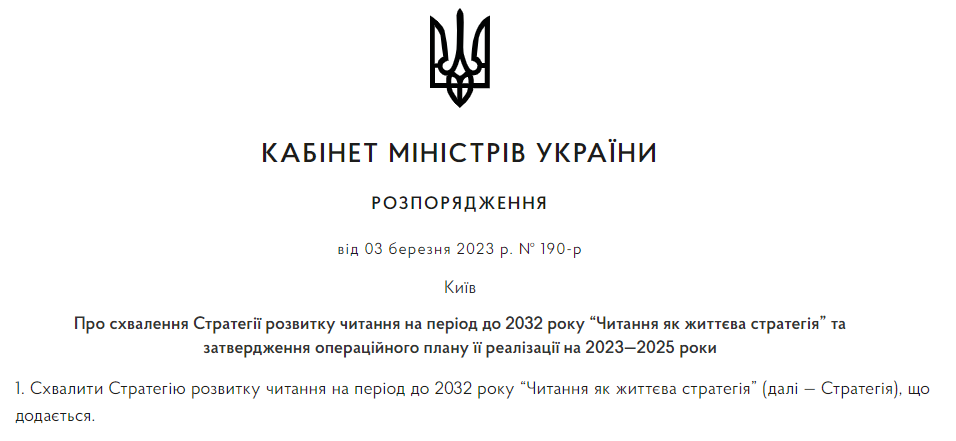 КАБІНЕТ МІНІСТРІВ УКРАЇНИ
РОЗПОРЯДЖЕННЯ
від 03 березня 2023 р. № 190-р
Київ
Про схвалення Стратегії розвитку читання на період до 2032 року “Читання як життєва стратегія” та
затвердження операційного плану її реалізації на 2023—2025 роки
1. Схвалити Стратегію розвитку читання на період до 2032 року “Читання як життєва стратегія” (далі — Стратегія), що
додається.